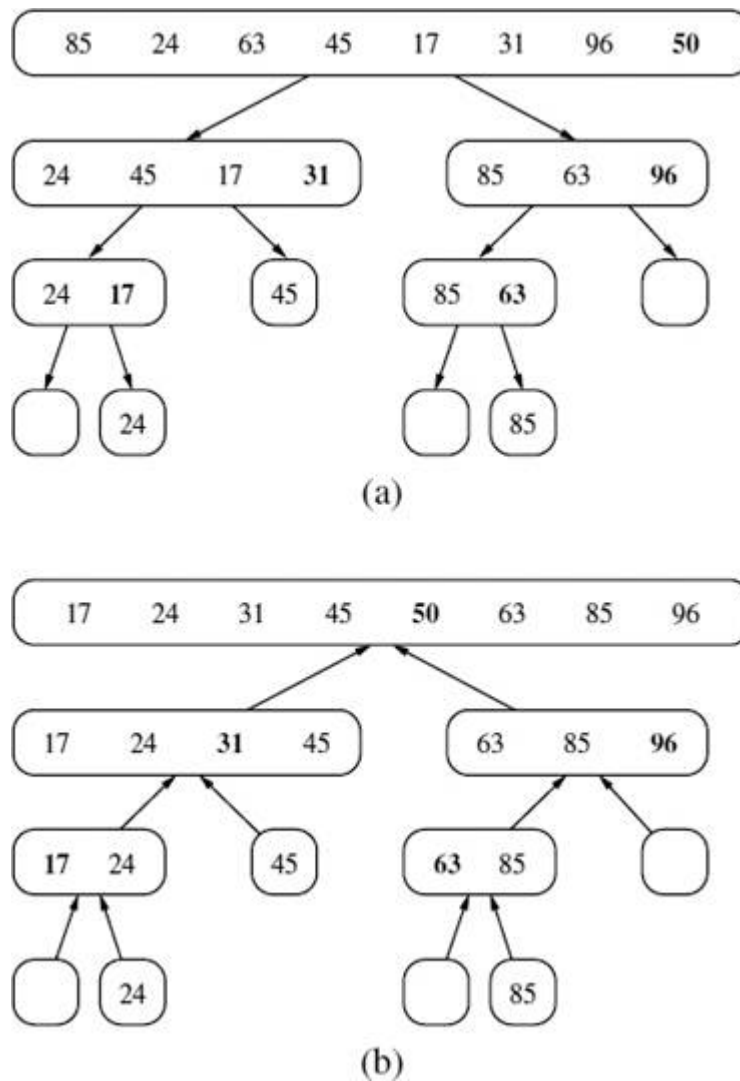 85 24 63 45 17 31 96 50
24 45 17 31 85 63 96
24 17 45 85 63
24 85
(a)
17 24 31 45 50 63 85 96
17 24 31 45 63 85 96
17 24 45 63 85
24 85
(b)